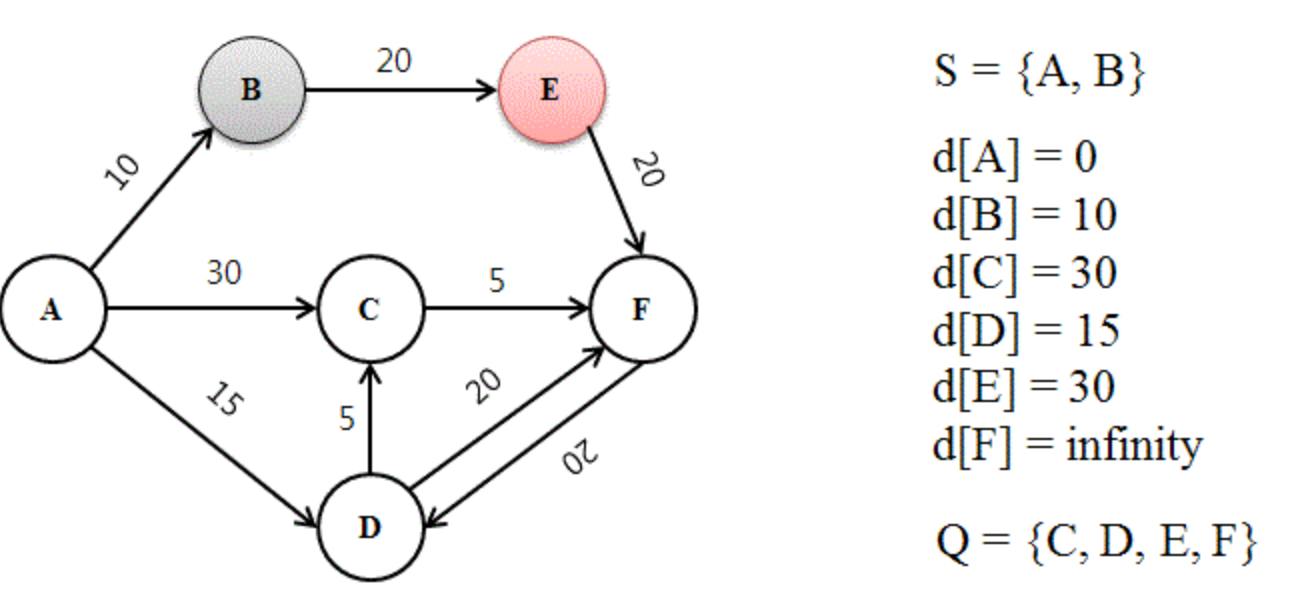 20
B
E
S = {A, B}
10
20
d[A] = 0
d[B] = 10
30
5
d[C] = 30
A
C
F
d[D] = 15
15
5
20
d[E] = 30
20
d[F] = infinity
D
Q = {C, D, E, F}